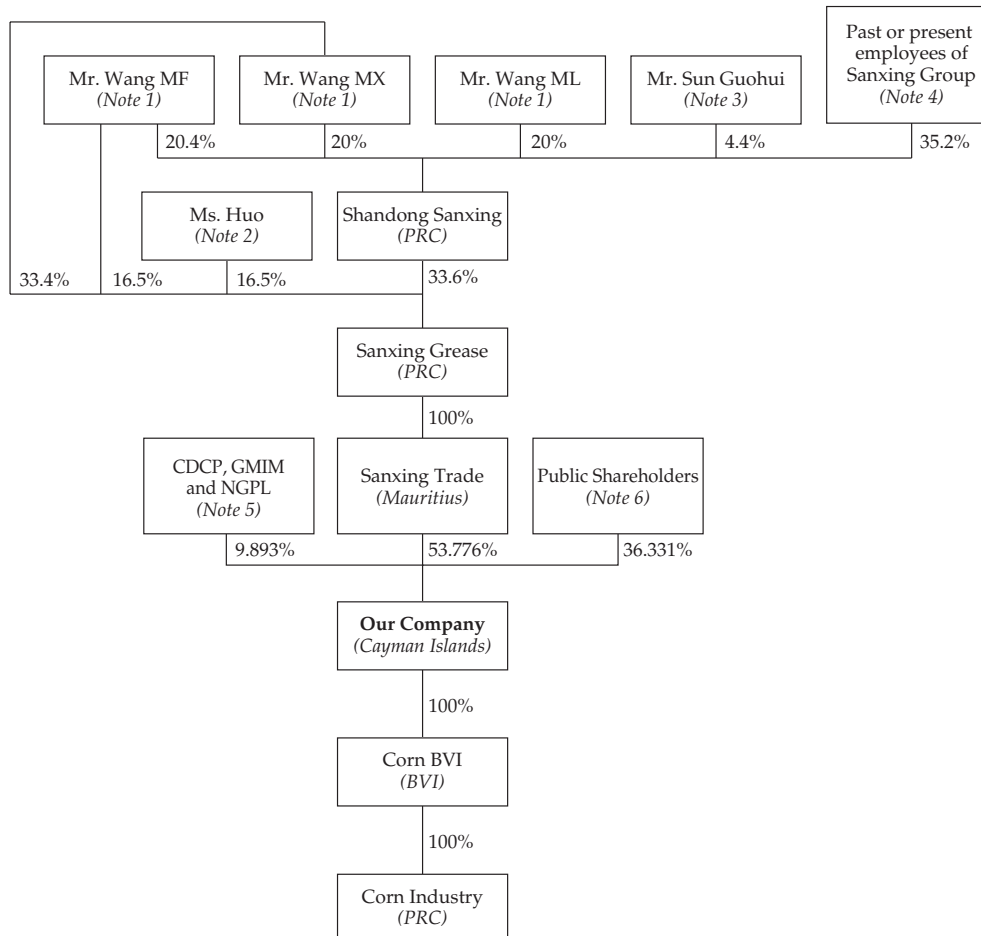 Past or present
employees of
Sanxing Group
(Note 4)
Mr. Wang MF
(Note 1)
Mr. Wang MX
(Note 1)
Mr. Wang ML
(Note 1)
Mr. Sun Guohui
(Note 3)
20.4%
20%
20%
4.4%
35.2%
Ms. Huo
(Note 2)
Shandong Sanxing
(PRC)
33.4%
16.5%
16.5%
33.6%
Sanxing Grease
(PRC)
100%
CDCP, GMIM
and NGPL
(Note 5)
Sanxing Trade
(Mauritius)
Public Shareholders
(Note 6)
9.893%
53.776%
36.331%
Our Company
(Cayman Islands)
100%
Corn BVI
(BVI)
100%
Corn Industry
(PRC)